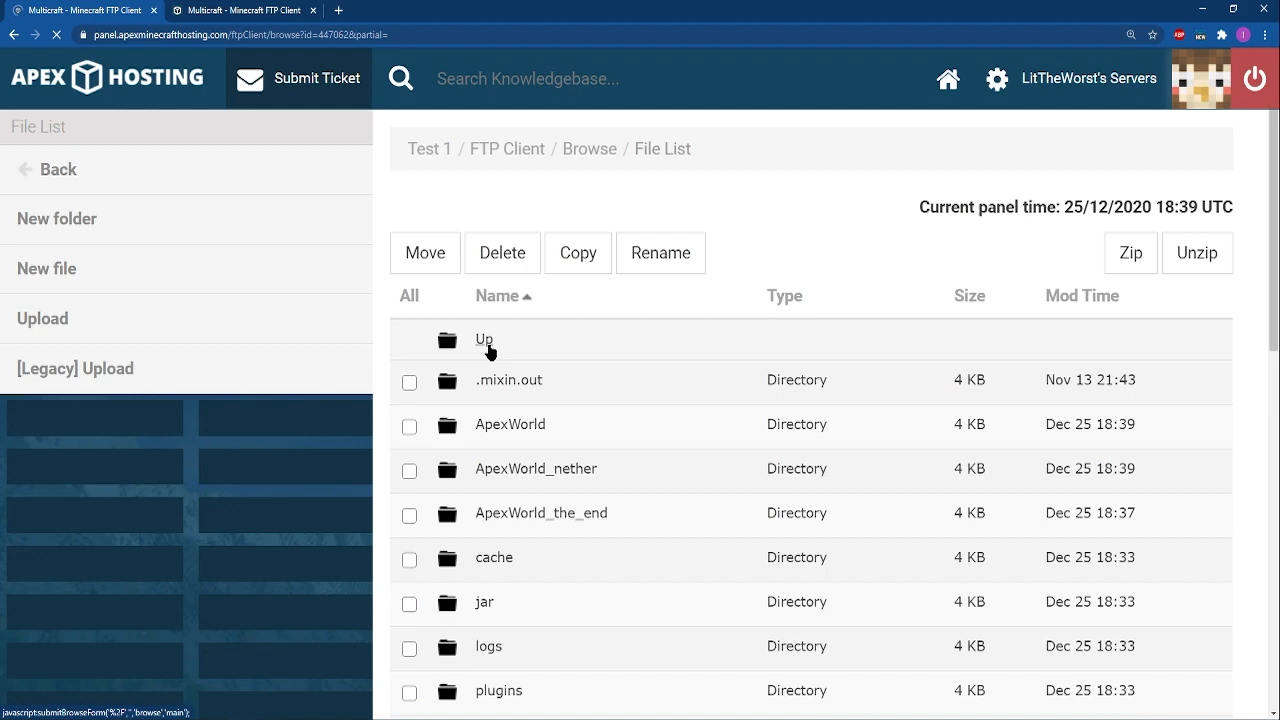 Multicraft - Minecraft FTP Client
Multicraft - Minecraft FTP Client
panel.apexminecrafthosting.com/ftpClient/browse?id=447062&partial=
ABP
NEW
I
APEX HOSTING
Submit Ticket
Search Knowledgebase...
LitTheWorst's Servers
File List
Back
New folder
New file
Upload
[Legacy] Upload
Test 1 / FTP Client / Browse / File List
Current panel time: 25/12/2020 18:39 UTC
Move Delete Copy Rename Zip Unzip
All Name Type Size Mod Time
Up
.mixin.out Directory 4 KB Nov 13 21:43
ApexWorld Directory 4 KB Dec 25 18:39
ApexWorld_nether Directory 4 KB Dec 25 18:39
ApexWorld_the_end Directory 4 KB Dec 25 18:37
cache Directory 4 KB Dec 25 18:33
jar Directory 4 KB Dec 25 18:33
logs Directory 4 KB Dec 25 18:33
plugins Directory 4 KB Dec 25 18:33
javascript:submitBrowseForm('%2F','','browse','main');